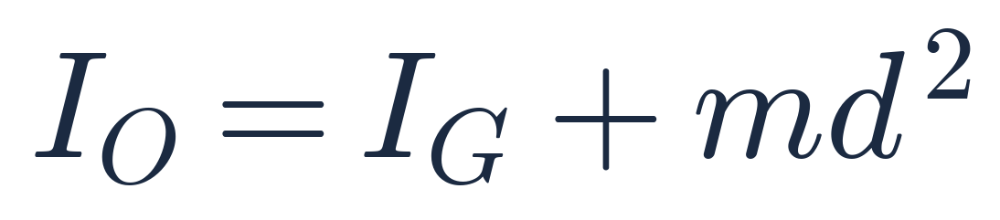 I_O = I_G + md^2